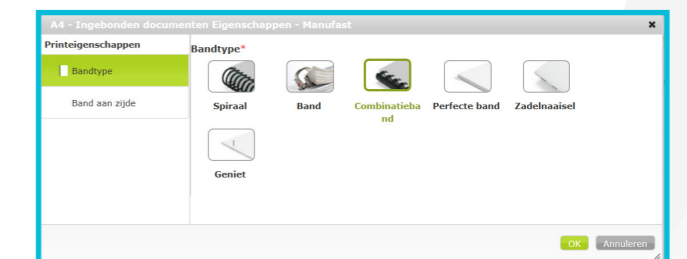 A4 - Ingebonden documenten Eigenschappen - Manufast
Printeigenschappen
Bandtype
Band aan zijde
Bandtype*
Spiraal
Band
Combinatieba
nd
Perfecte band
Zadelnaaisel
Geniet
OK
Annuleren